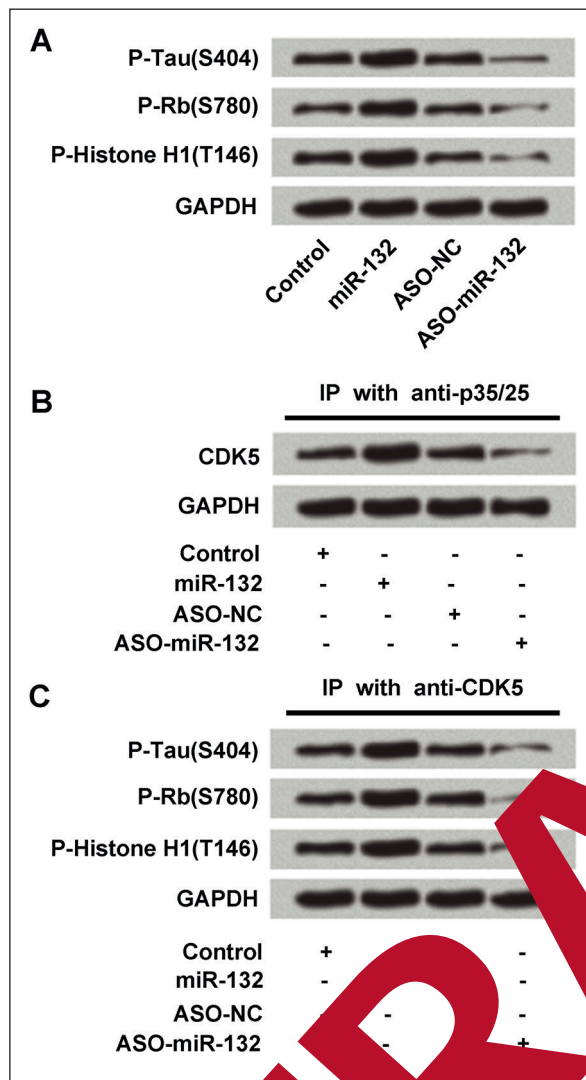 A
P-Tau(S404)
P-Rb(S780)
P-Histone H1(T146)
GAPDH
Control miR-132 ASO-NC ASO-miR-132
B
IP with anti-p35/25
CDK5
GAPDH
Control + - - -
miR-132 - + - -
ASO-NC - - + -
ASO-miR-132 - - - +
C
IP with anti-CDK5
P-Tau(S404)
P-Rb(S780)
P-Histone H1(T146)
GAPDH
Control + -
miR-132 - -
ASO-NC - -
ASO-miR-132 - +